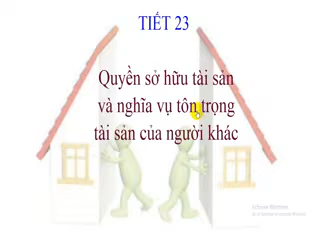 TIẾT 23
Quyền sở hữu tài sản
và nghĩa vụ tôn trọng
tài sản của người khác